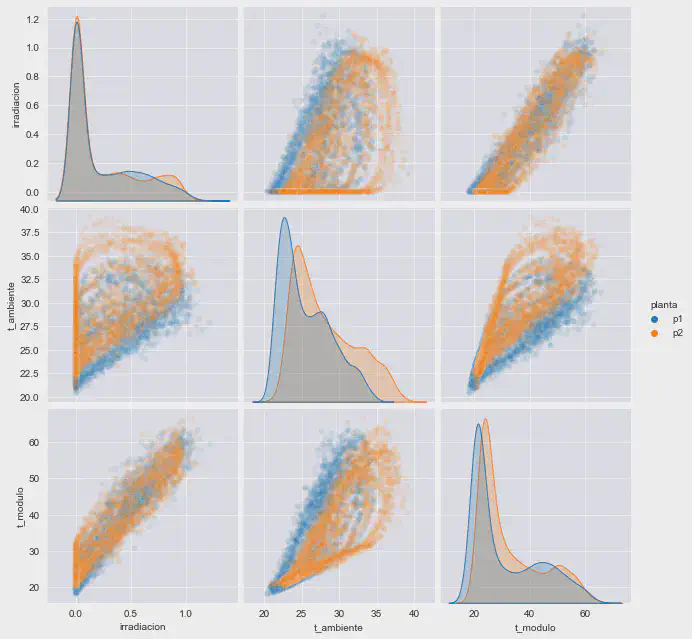 1.2
1.0
0.8
0.6
0.4
0.2
0.0
irradiacion
40.0
37.5
35.0
32.5
30.0
27.5
25.0
22.5
20.0
t_ambiente
planta
p1
p2
60
50
40
30
20
t_modulo
0.0 0.5 1.0
20 25 30 35 40
20 40 60
irradiacion
t_ambiente
t_modulo